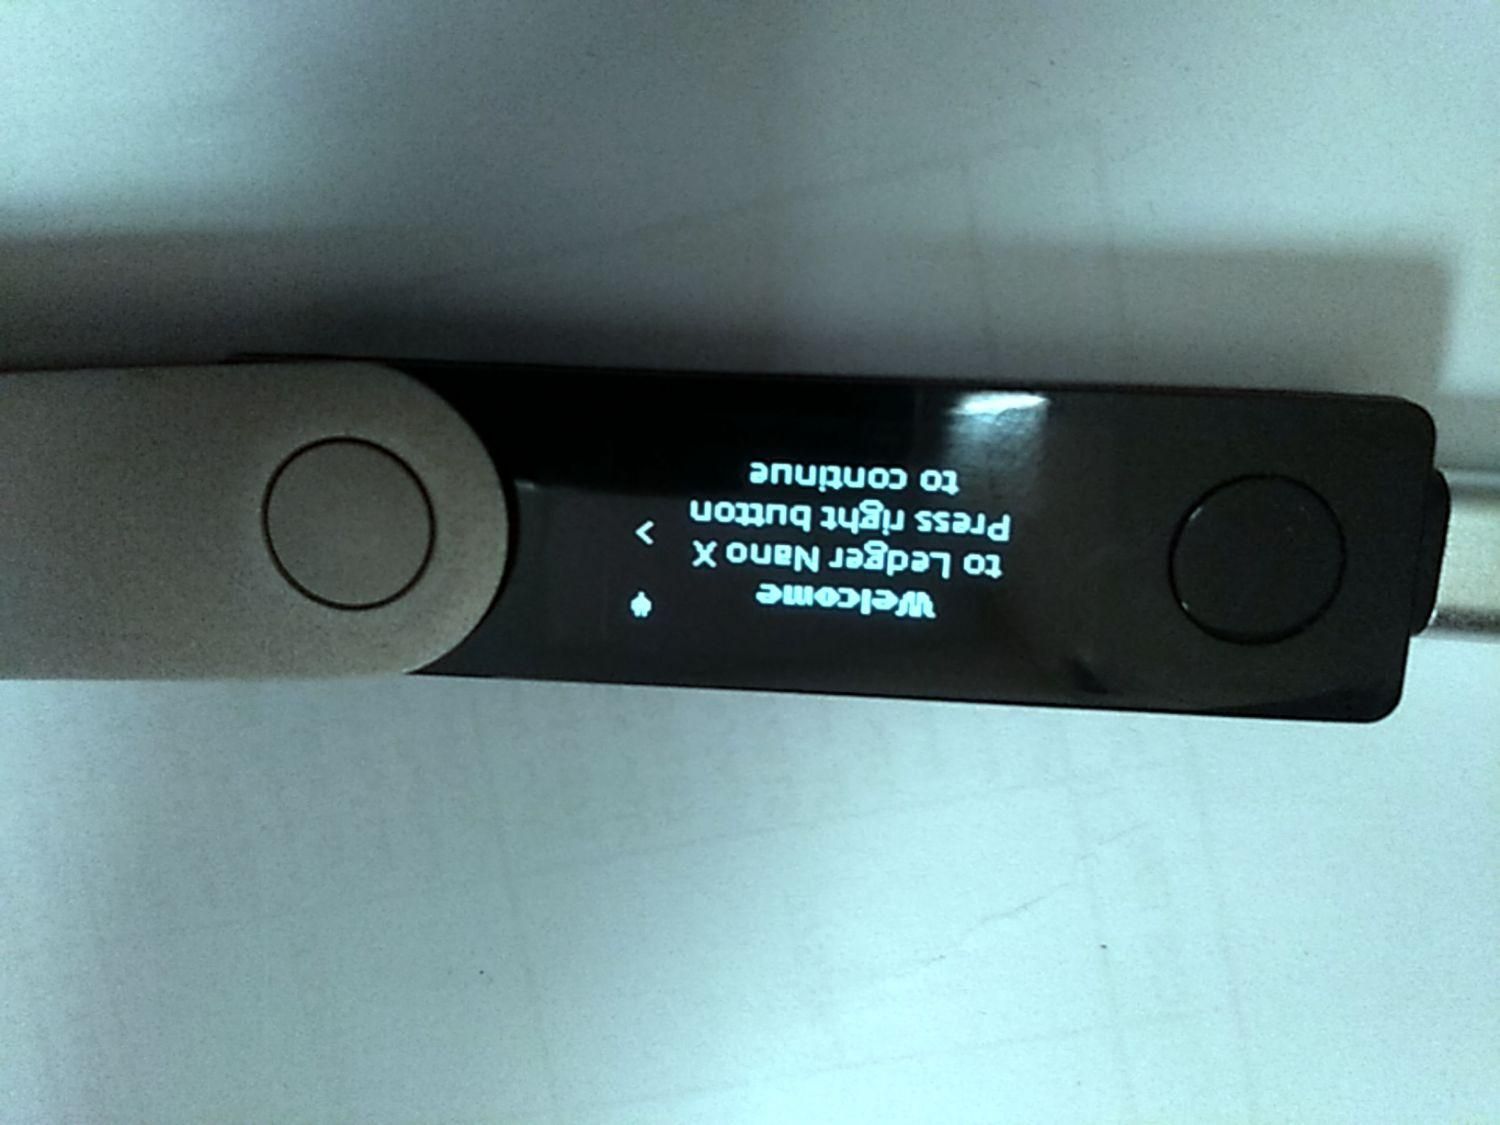 Welcome
to Ledger Nano X
Press right button
to continue